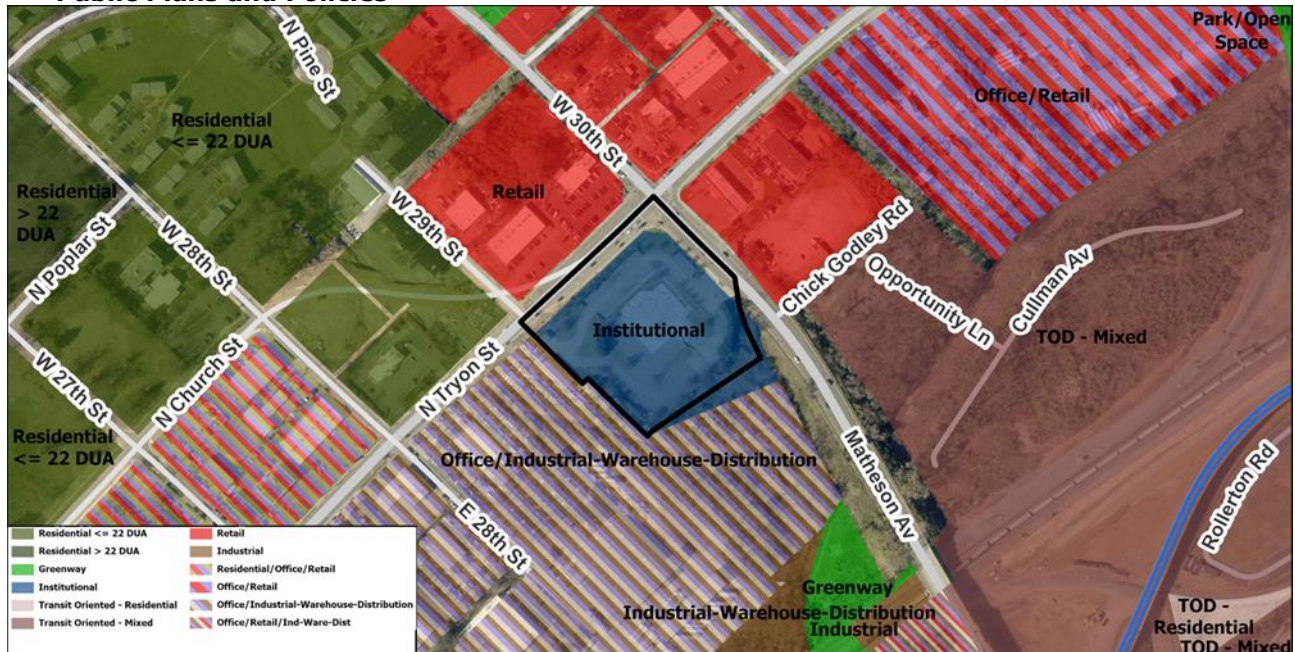 Public Plans and Policies
Park/Open
Space
N Pine St
Office/Retail
Residential
<= 22 DUA
W 30th St
Residential
> 22
DUA
Retail
W 29th St
Chick Godley Rd
N Poplar St
W 28th St
Opportunity Ln
Cullman Av
Institutional
TOD - Mixed
W 27th St
N Church St
N Tryon St
Residential
<= 22 DUA
Office/Industrial-Warehouse-Distribution
Matheson Av
Rollerton Rd
E 28th St
Greenway
Industrial-Warehouse-Distribution
Industrial
TOD -
Residential
TOD - Mixed
Residential <= 22 DUA
Residential > 22 DUA
Greenway
Institutional
Transit Oriented - Residential
Transit Oriented - Mixed
Retail
Industrial
Residential/Office/Retail
Office/Retail
Office/Industrial-Warehouse-Distribution
Office/Retail/Ind-Ware-Dist